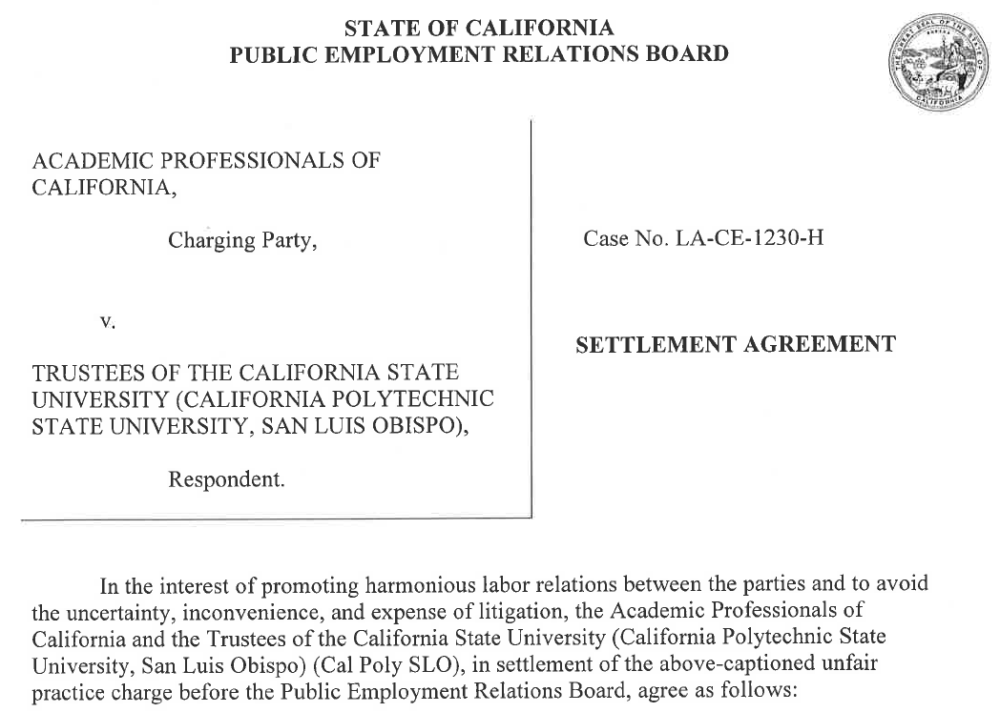 STATE OF CALIFORNIA
PUBLIC EMPLOYMENT RELATIONS BOARD
THE GREAT SEAL OF THE STATE OF CALIFORNIA
EUREKA
ACADEMIC PROFESSIONALS OF
CALIFORNIA,
Charging Party,
v.
TRUSTEES OF THE CALIFORNIA STATE
UNIVERSITY (CALIFORNIA POLYTECHNIC
STATE UNIVERSITY, SAN LUIS OBISPO),
Respondent.
Case No. LA-CE-1230-H
SETTLEMENT AGREEMENT
In the interest of promoting harmonious labor relations between the parties and to avoid
the uncertainty, inconvenience, and expense of litigation, the Academic Professionals of
California and the Trustees of the California State University (California Polytechnic State
University, San Luis Obispo) (Cal Poly SLO), in settlement of the above-captioned unfair
practice charge before the Public Employment Relations Board, agree as follows: